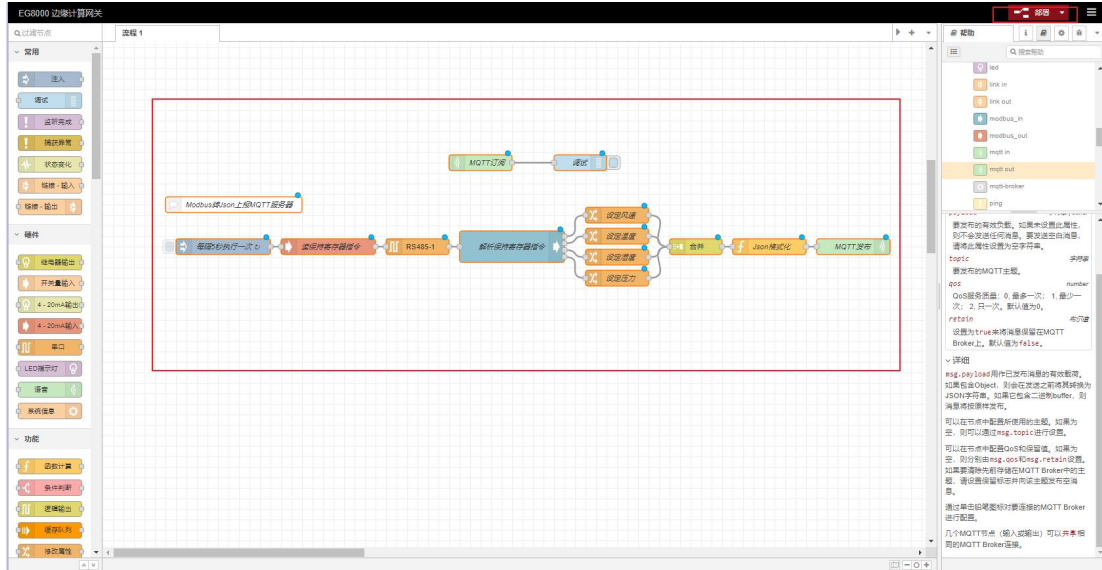 EG8000 边缘计算网关
部署
过滤节点
流程 1
帮助
搜索帮助
常用
注入
调试
监听完成
捕获异常
状态变化
链接 - 输入
链接 - 输出
硬件
继电器输出
开关量输入
4 - 20mA输出
4 - 20mA输入
串口
LED指示灯
语音
系统信息
功能
函数计算
条件判断
逻辑输出
缓存队列
修改属性
MQTT订阅
调试
Modbus转Json上报MQTT服务器
每隔5秒执行一次 ↻
读保持寄存器指令
RS485-1
解析保持寄存器指令
设定风速
设定温度
设定湿度
设定压力
合并
Json格式化
MQTT发布
led
link in
link out
modbus_in
modbus_out
mqtt in
mqtt out
mqtt-broker
ping
要发布的有效负载。如果未设置此属性,
则不会发送任何消息。要发送空白消息,
请将此属性设置为空字符串。
topic 字符串
要发布的MQTT主题。
qos number
QoS服务质量:0, 最多一次; 1, 最少一
次; 2, 只一次。默认值为0。
retain 布尔值
设置为true来将消息保留在MQTT
Broker上。默认值为false。
详细
msg.payload用作已发布消息的有效载荷。
如果包含Object,则会在发送之前将其转换为
JSON字符串。如果它包含二进制buffer,则
消息将按原样发布。
可以在节点中配置所使用的主题。如果为
空,则可以通过msg.topic进行设置。
可以在节点中配置QoS和保留值。如果为
空,则分别由msg.qos和msg.retain设置。
如果要清除先前存储在MQTT Broker中的主
题,请设置保留标志并向该主题发布空消
息。
通过单击铅笔图标对要连接的MQTT Broker
进行配置。
几个MQTT节点(输入或输出)可以共享相
同的MQTT Broker连接。